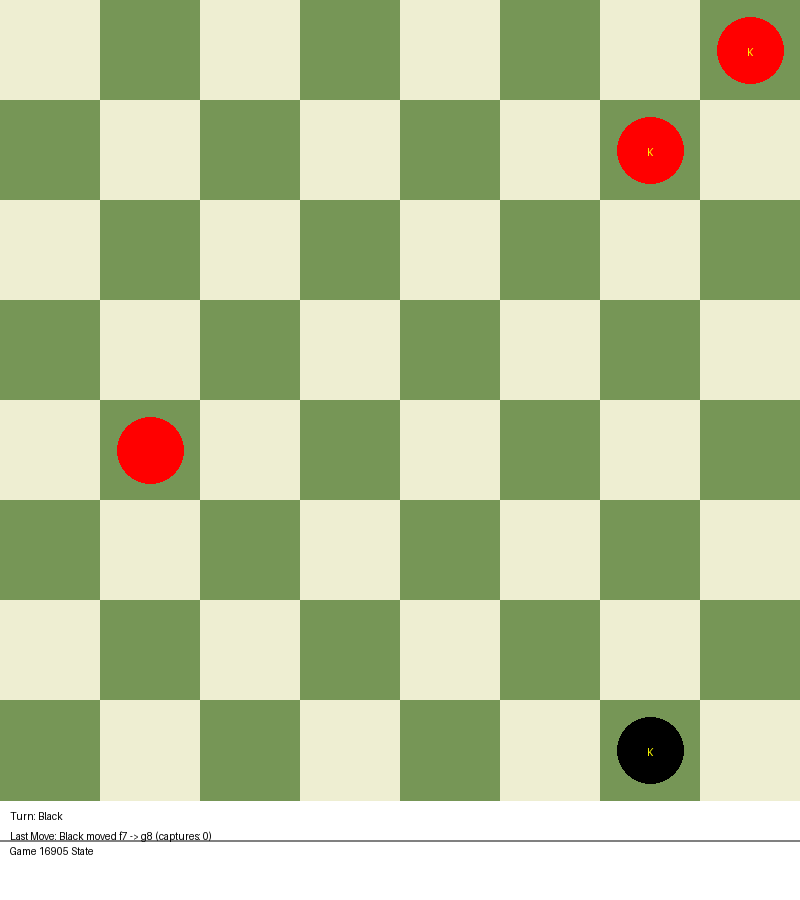 K
K
K
Turn: Black
Last Move: Black moved f7 -> g8 (captures: 0)
Game 16905 State